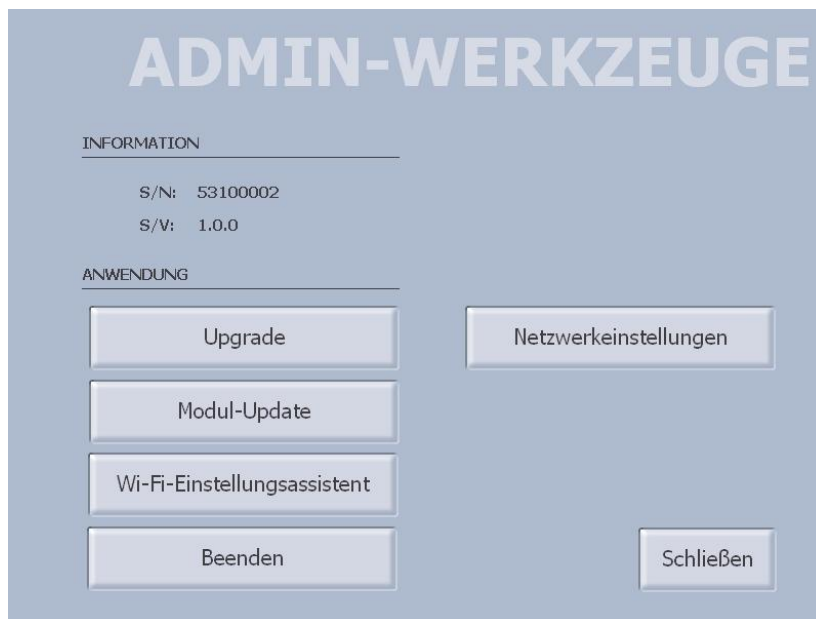 ADMIN-WERKZEUGE
INFORMATION
S/N: 53100002
S/V: 1.0.0
ANWENDUNG
Upgrade
Netzwerkeinstellungen
Modul-Update
Wi-Fi-Einstellungsassistent
Beenden
Schließen